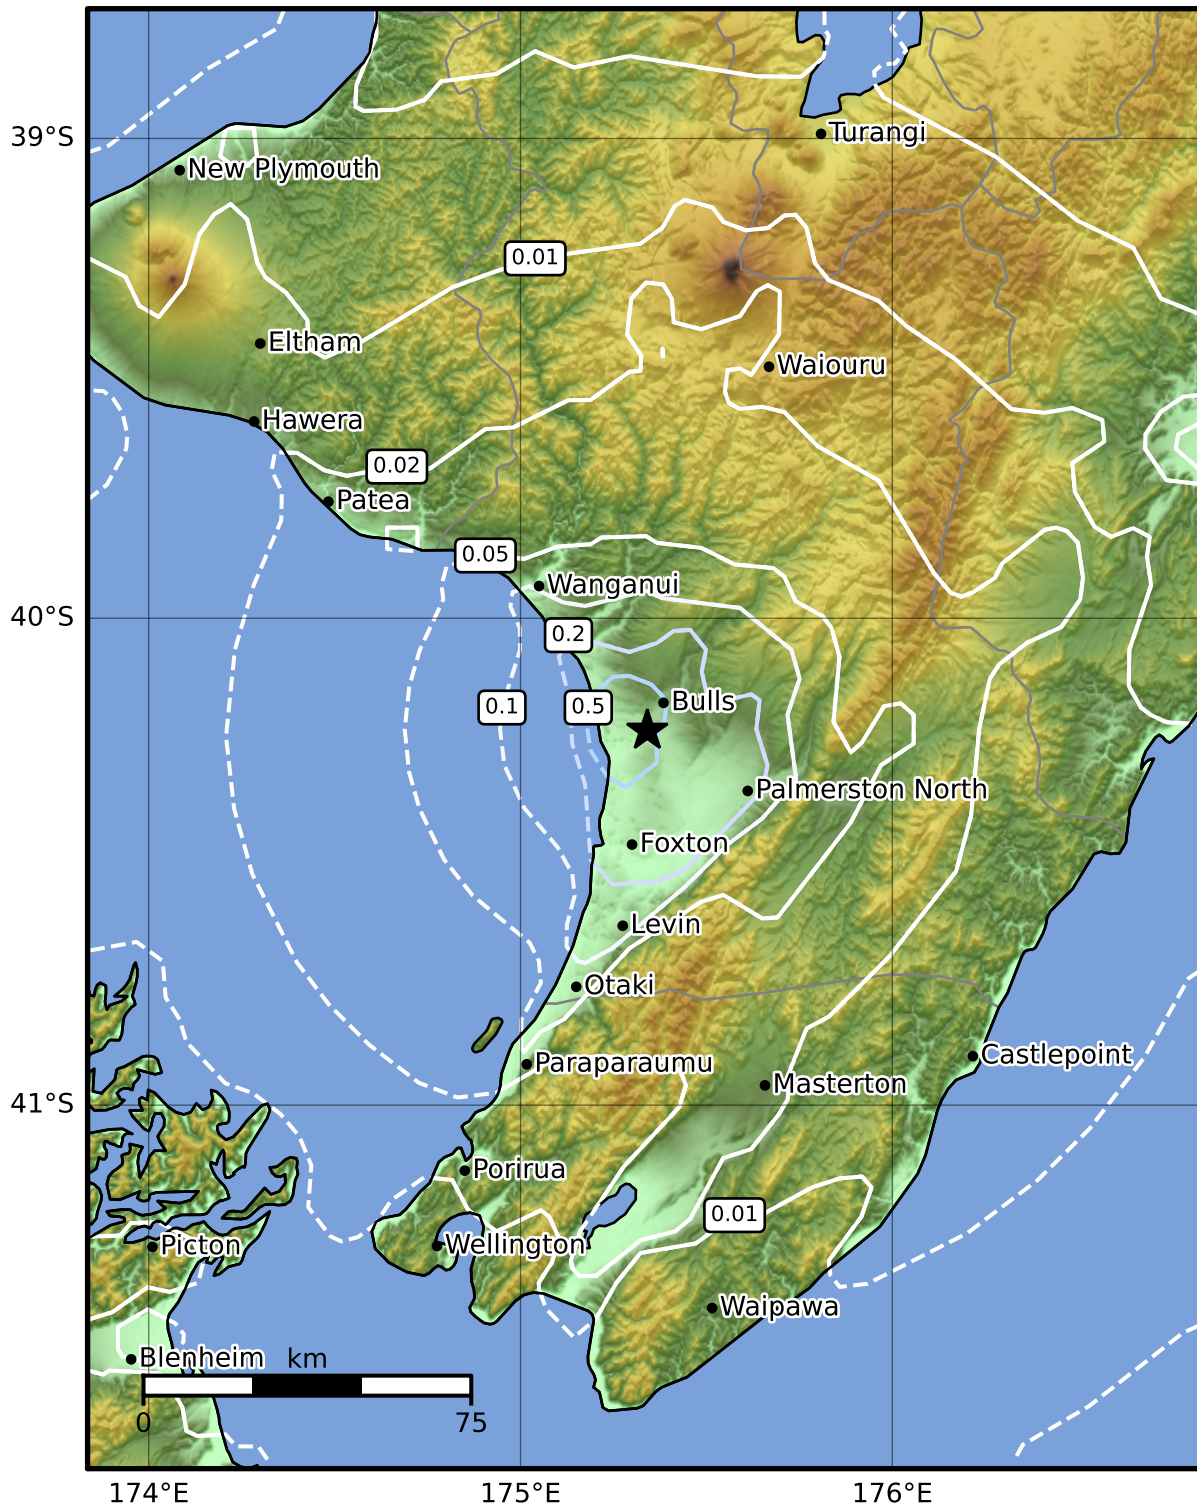 39°S
Turangi
New Plymouth
0.01
Eltham
Waiouru
Hawera
0.02
Patea
0.05
Wanganui
40°S
0.2
0.1
0.5
Bulls
Palmerston North
Foxton
Levin
Otaki
Castlepoint
Paraparaumu
Masterton
41°S
Porirua
0.01
Picton
Wellington
Waipawa
Blenheim
km
0
75
174°E
175°E
176°E